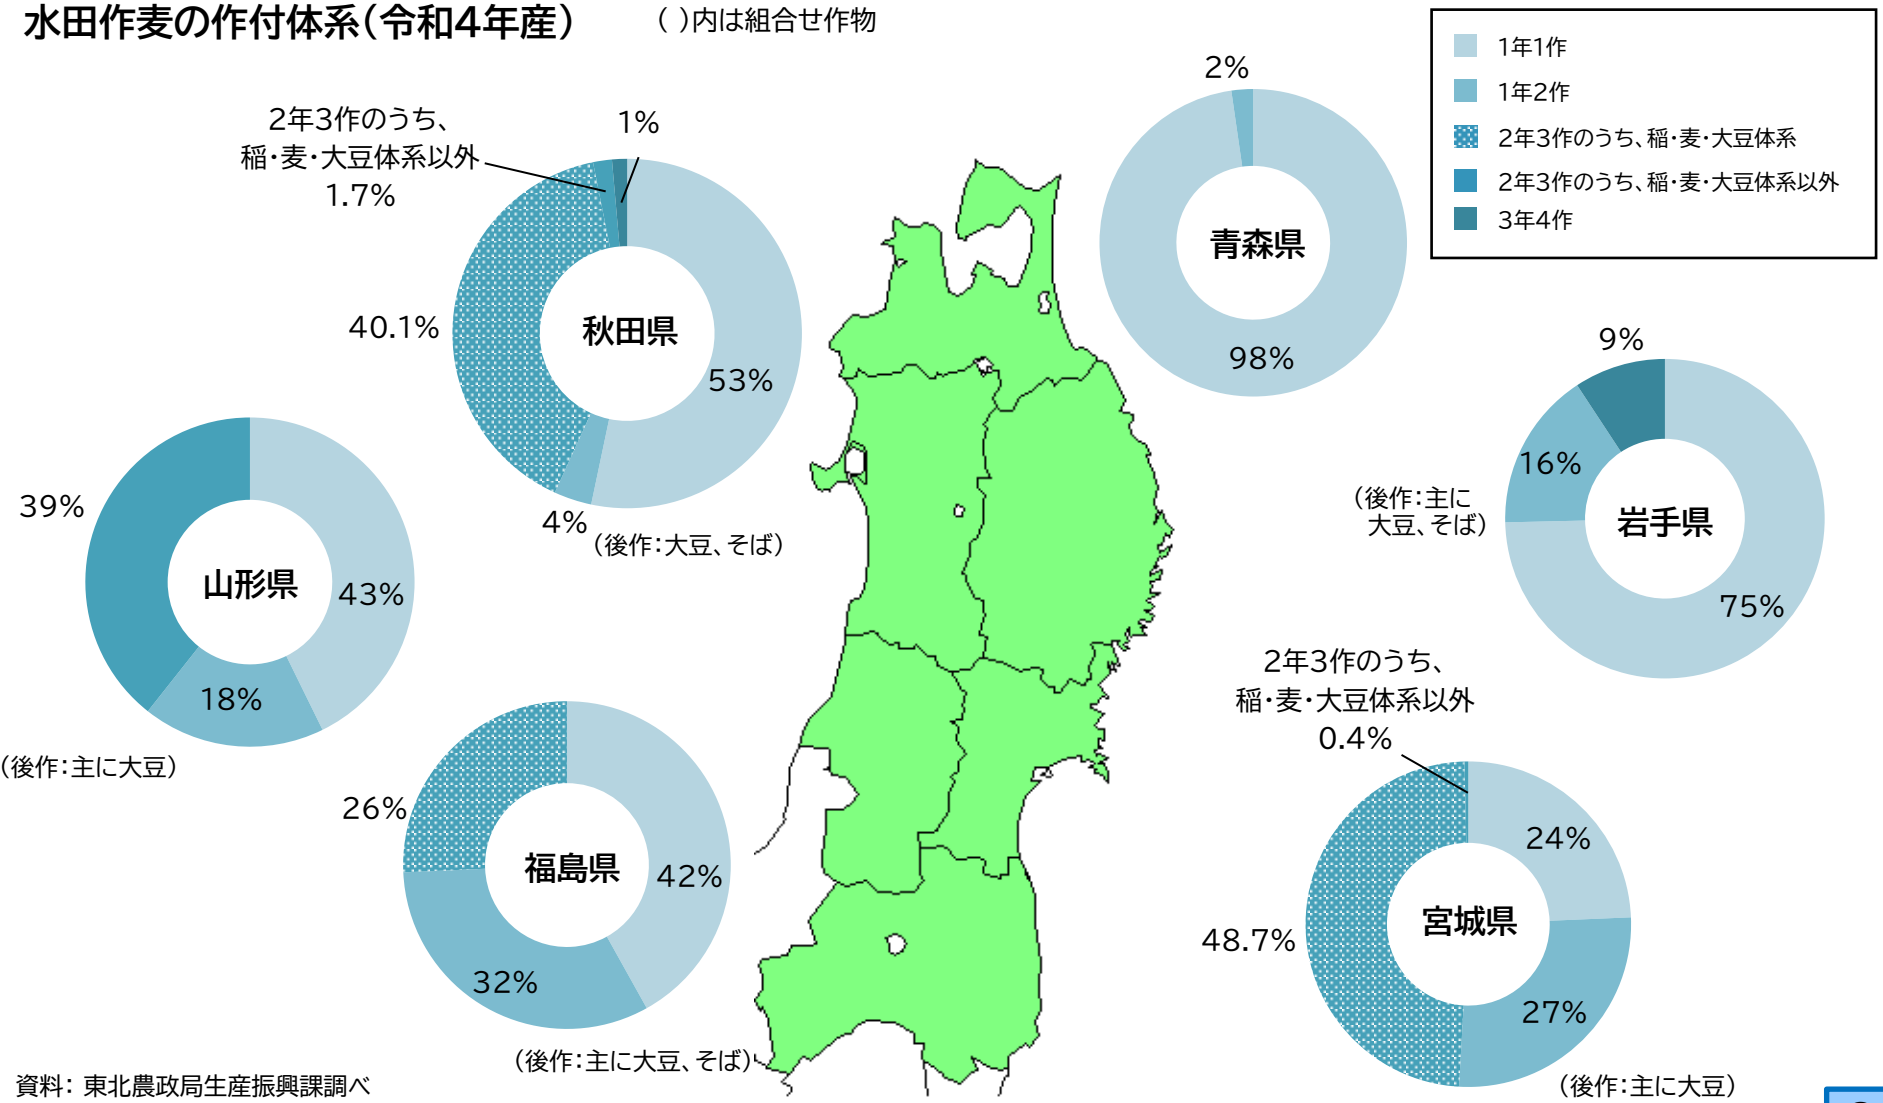 水田作麦の作付体系(令和4年産)
( )内は組合せ作物
1年1作
1年2作
2年3作のうち、稲・麦・大豆体系
2年3作のうち、稲・麦・大豆体系以外
3年4作
2%
青森県
98%
2年3作のうち、
稲・麦・大豆体系以外
1.7%
1%
40.1%
秋田県
53%
4%
(後作:大豆、そば)
9%
16%
(後作:主に
大豆、そば)
岩手県
75%
39%
山形県
43%
18%
(後作:主に大豆)
2年3作のうち、
稲・麦・大豆体系以外
0.4%
24%
宮城県
48.7%
27%
(後作:主に大豆)
26%
福島県
42%
32%
(後作:主に大豆、そば)
資料: 東北農政局生産振興課調べ